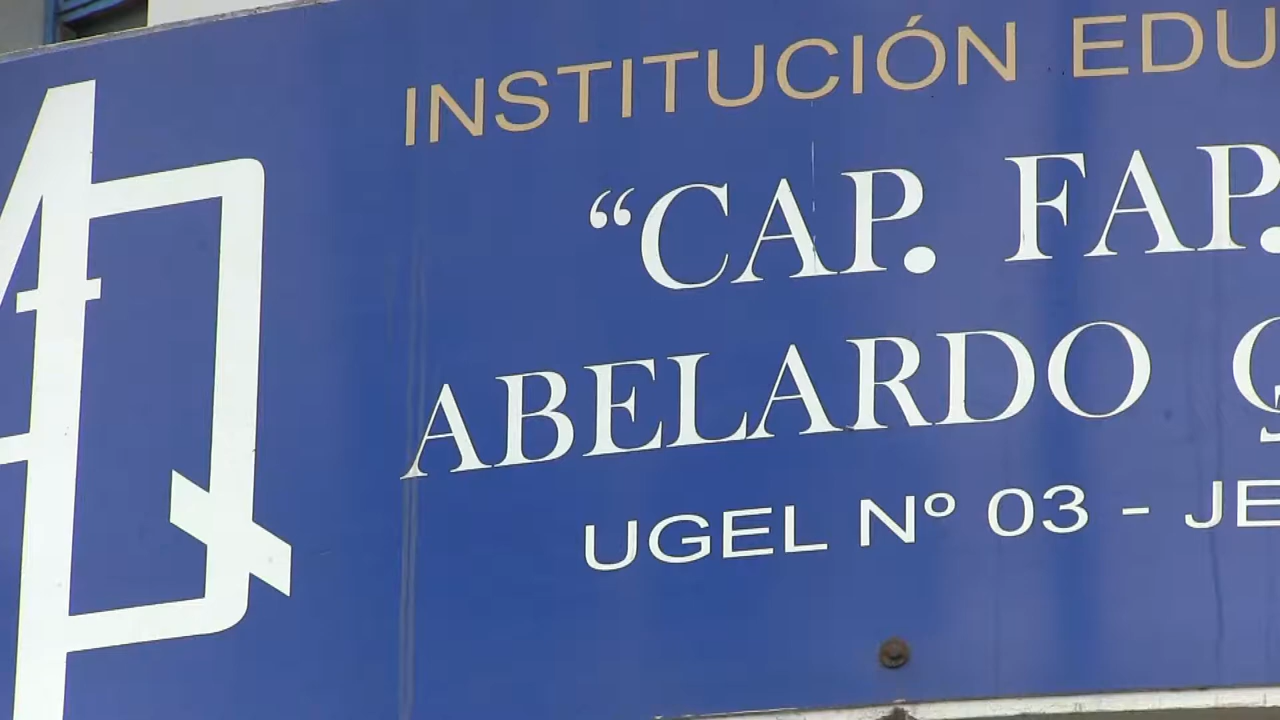 INSTITUCIÓN EDU
“CAP. FAP.
ABELARDO Q
UGEL Nº 03 - JE